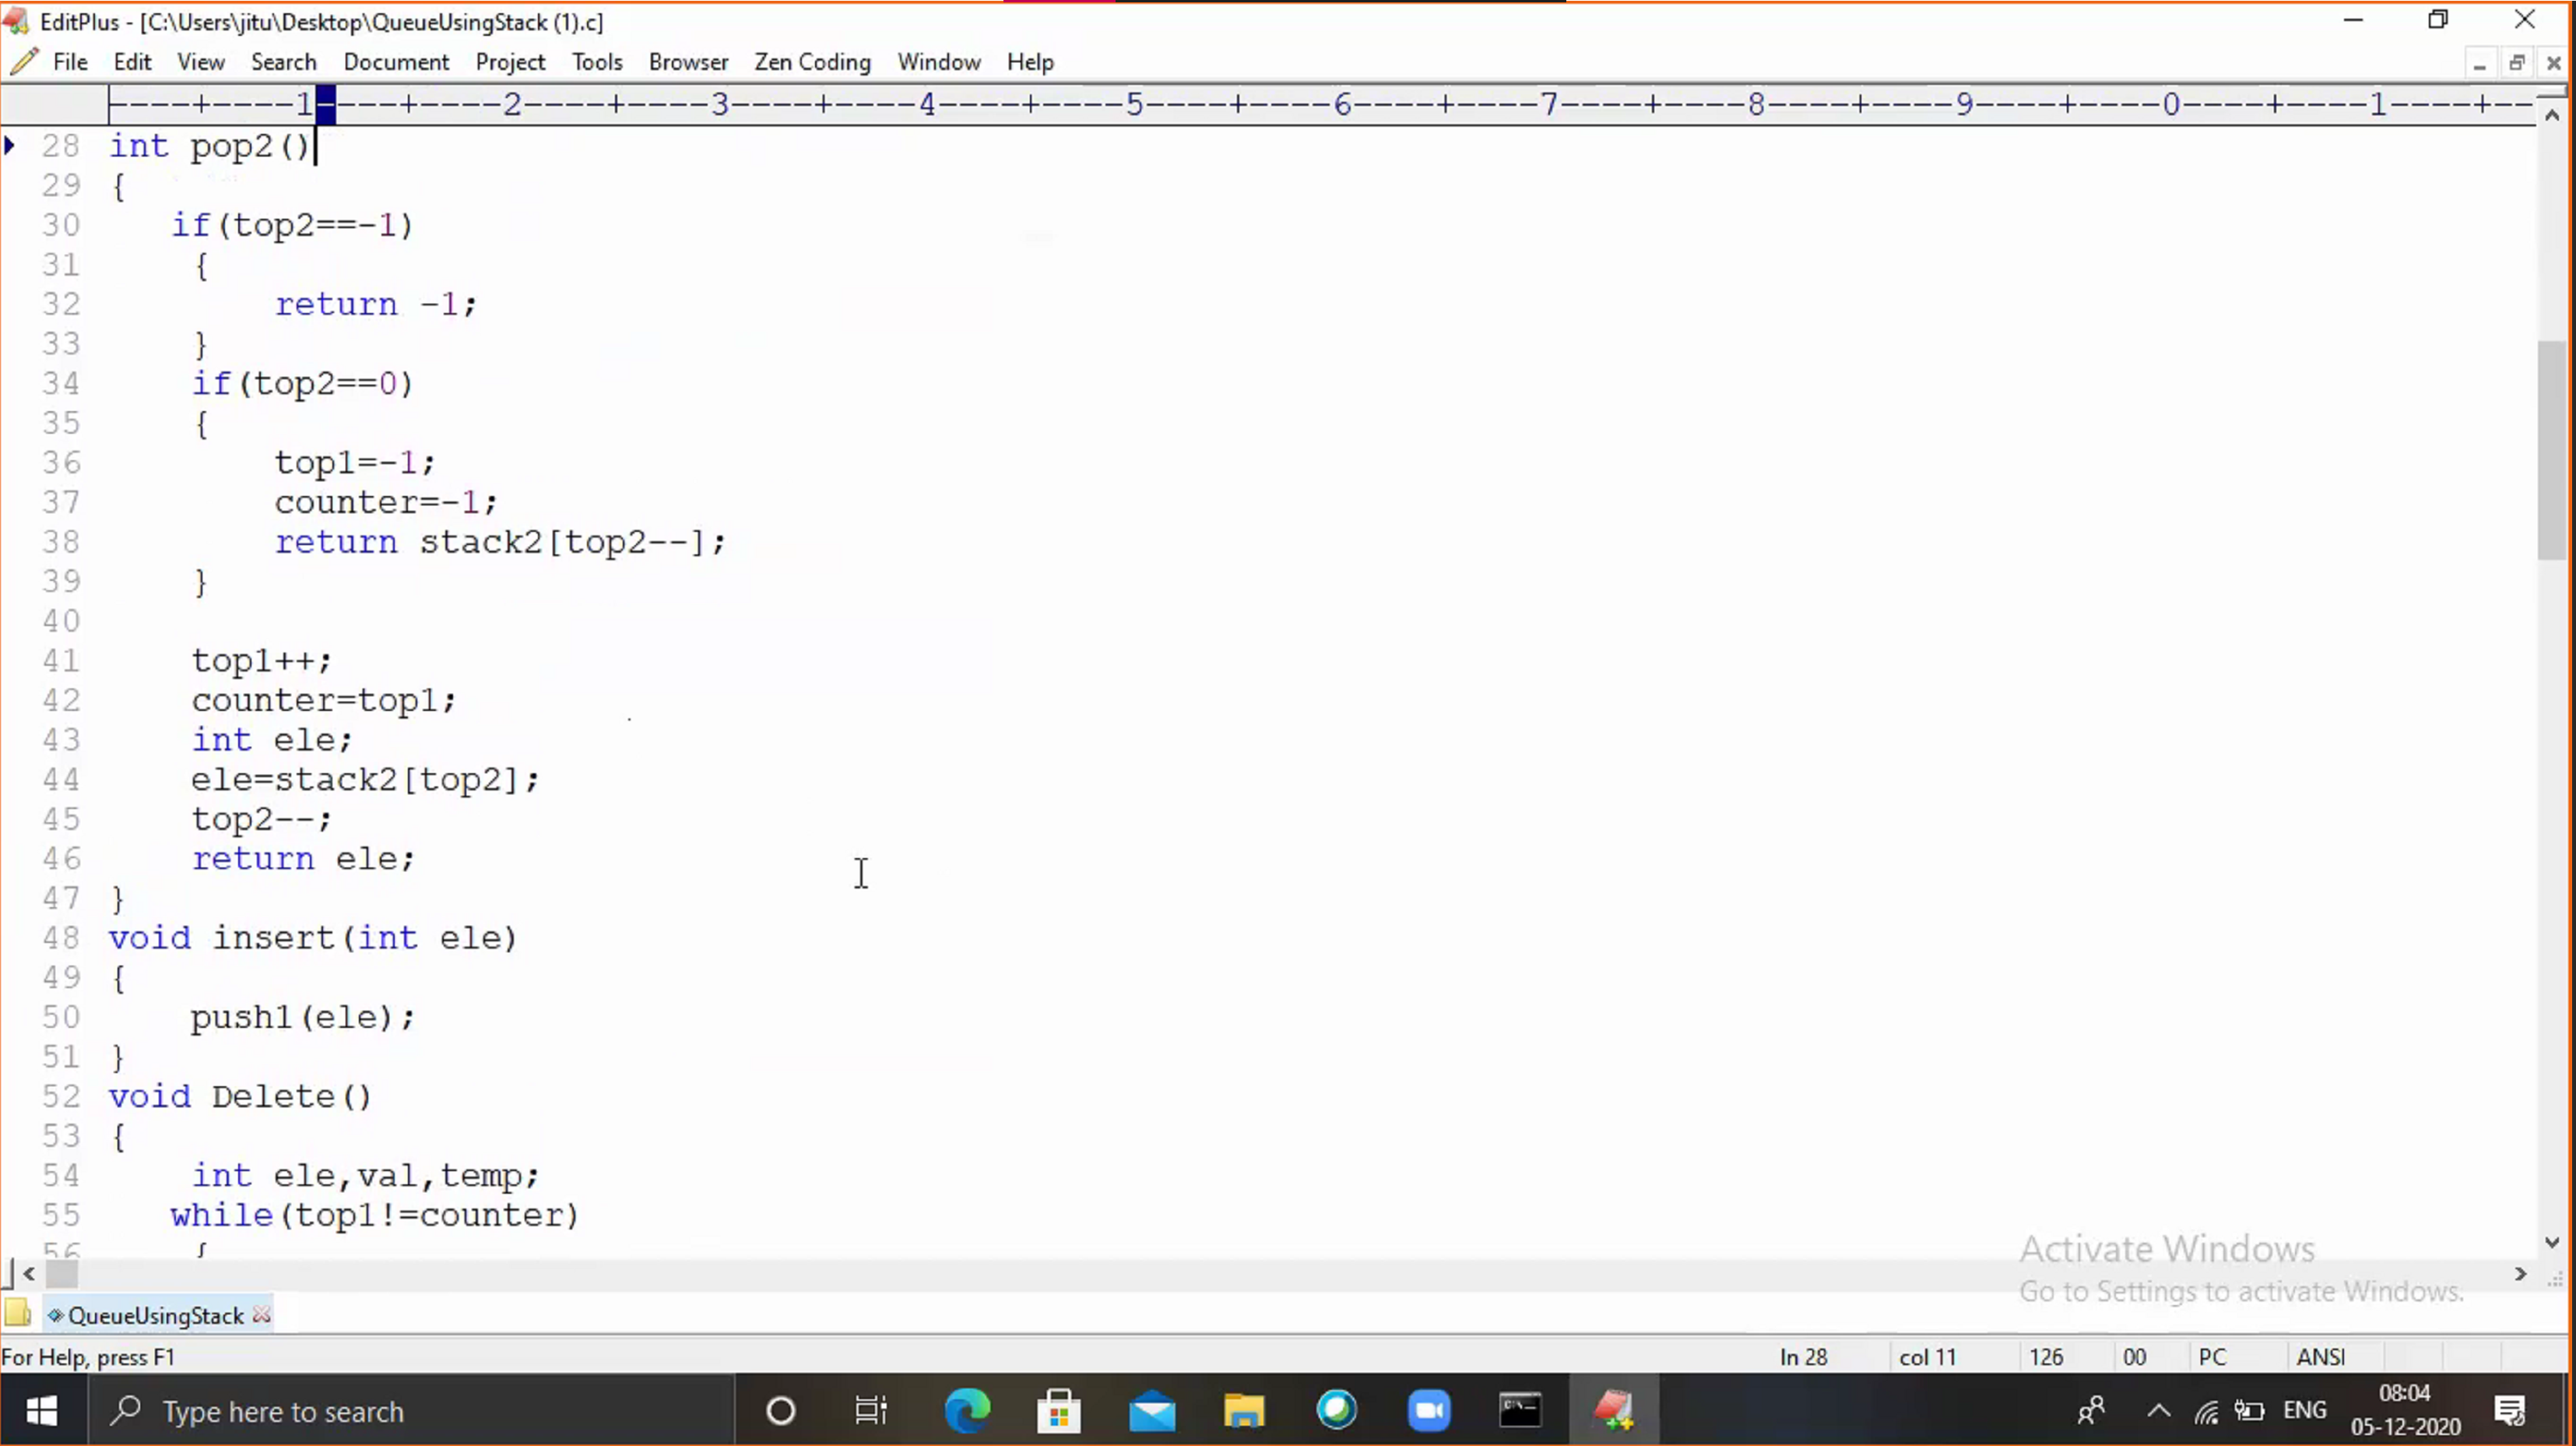 EditPlus - [C:\Users\jitu\Desktop\QueueUsingStack (1).c]
File Edit View Search Document Project Tools Browser Zen Coding Window Help
----+----1----+----2----+----3----+----4----+----5----+----6----+----7----+----8----+----9----+----0----+----1----+--
28 int pop2()
29 {
30 if(top2==-1)
31 {
32 return -1;
33 }
34 if(top2==0)
35 {
36 top1=-1;
37 counter=-1;
38 return stack2[top2--];
39 }
40
41 top1++;
42 counter=top1;
43 int ele;
44 ele=stack2[top2];
45 top2--;
46 return ele;
47 }
48 void insert(int ele)
49 {
50 push1(ele);
51 }
52 void Delete()
53 {
54 int ele,val,temp;
55 while(top1!=counter)
56 {
Activate Windows
Go to Settings to activate Windows.
QueueUsingStack
For Help, press F1 ln 28 col 11 126 00 PC ANSI
Type here to search ENG 08:04
05-12-2020